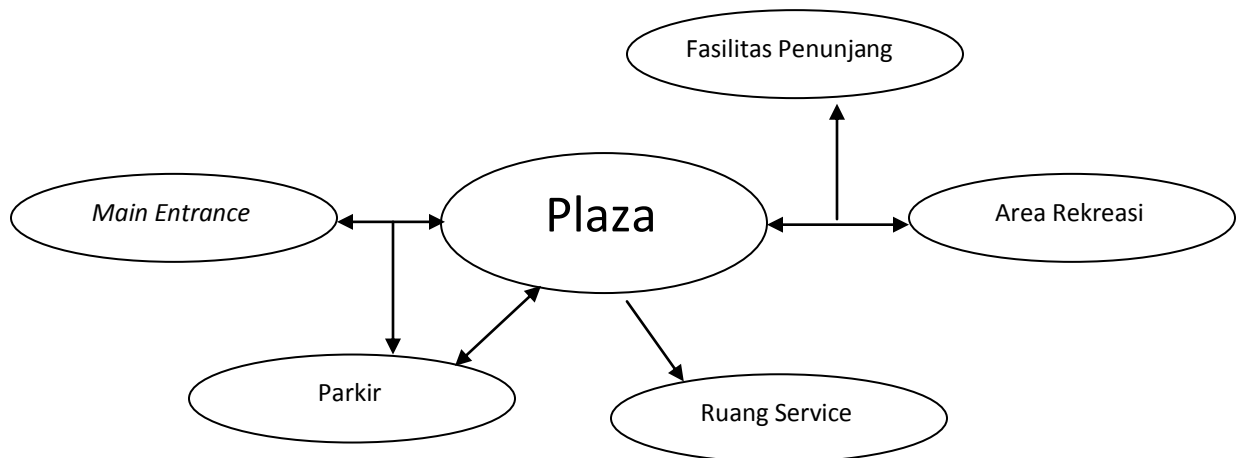 Fasilitas Penunjang
Main Entrance
Plaza
Area Rekreasi
Parkir
Ruang Service